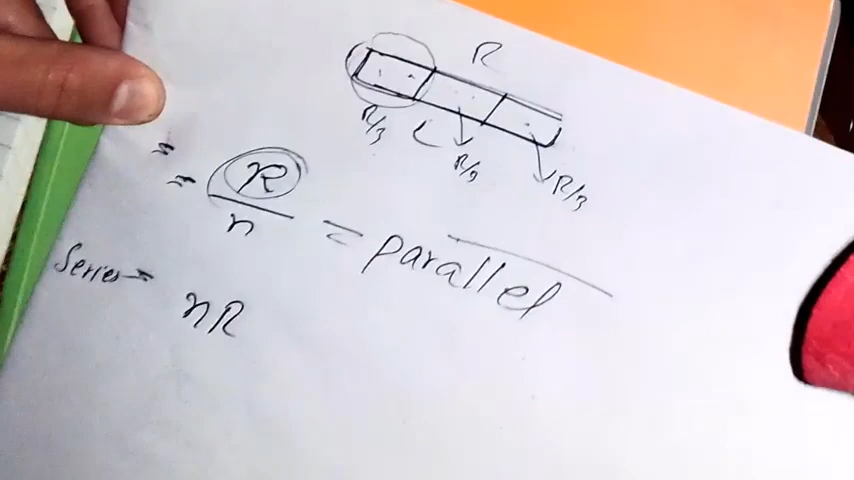 R
R/3 L R/3 R/3
=
= R
n = parallel
Series =
nR